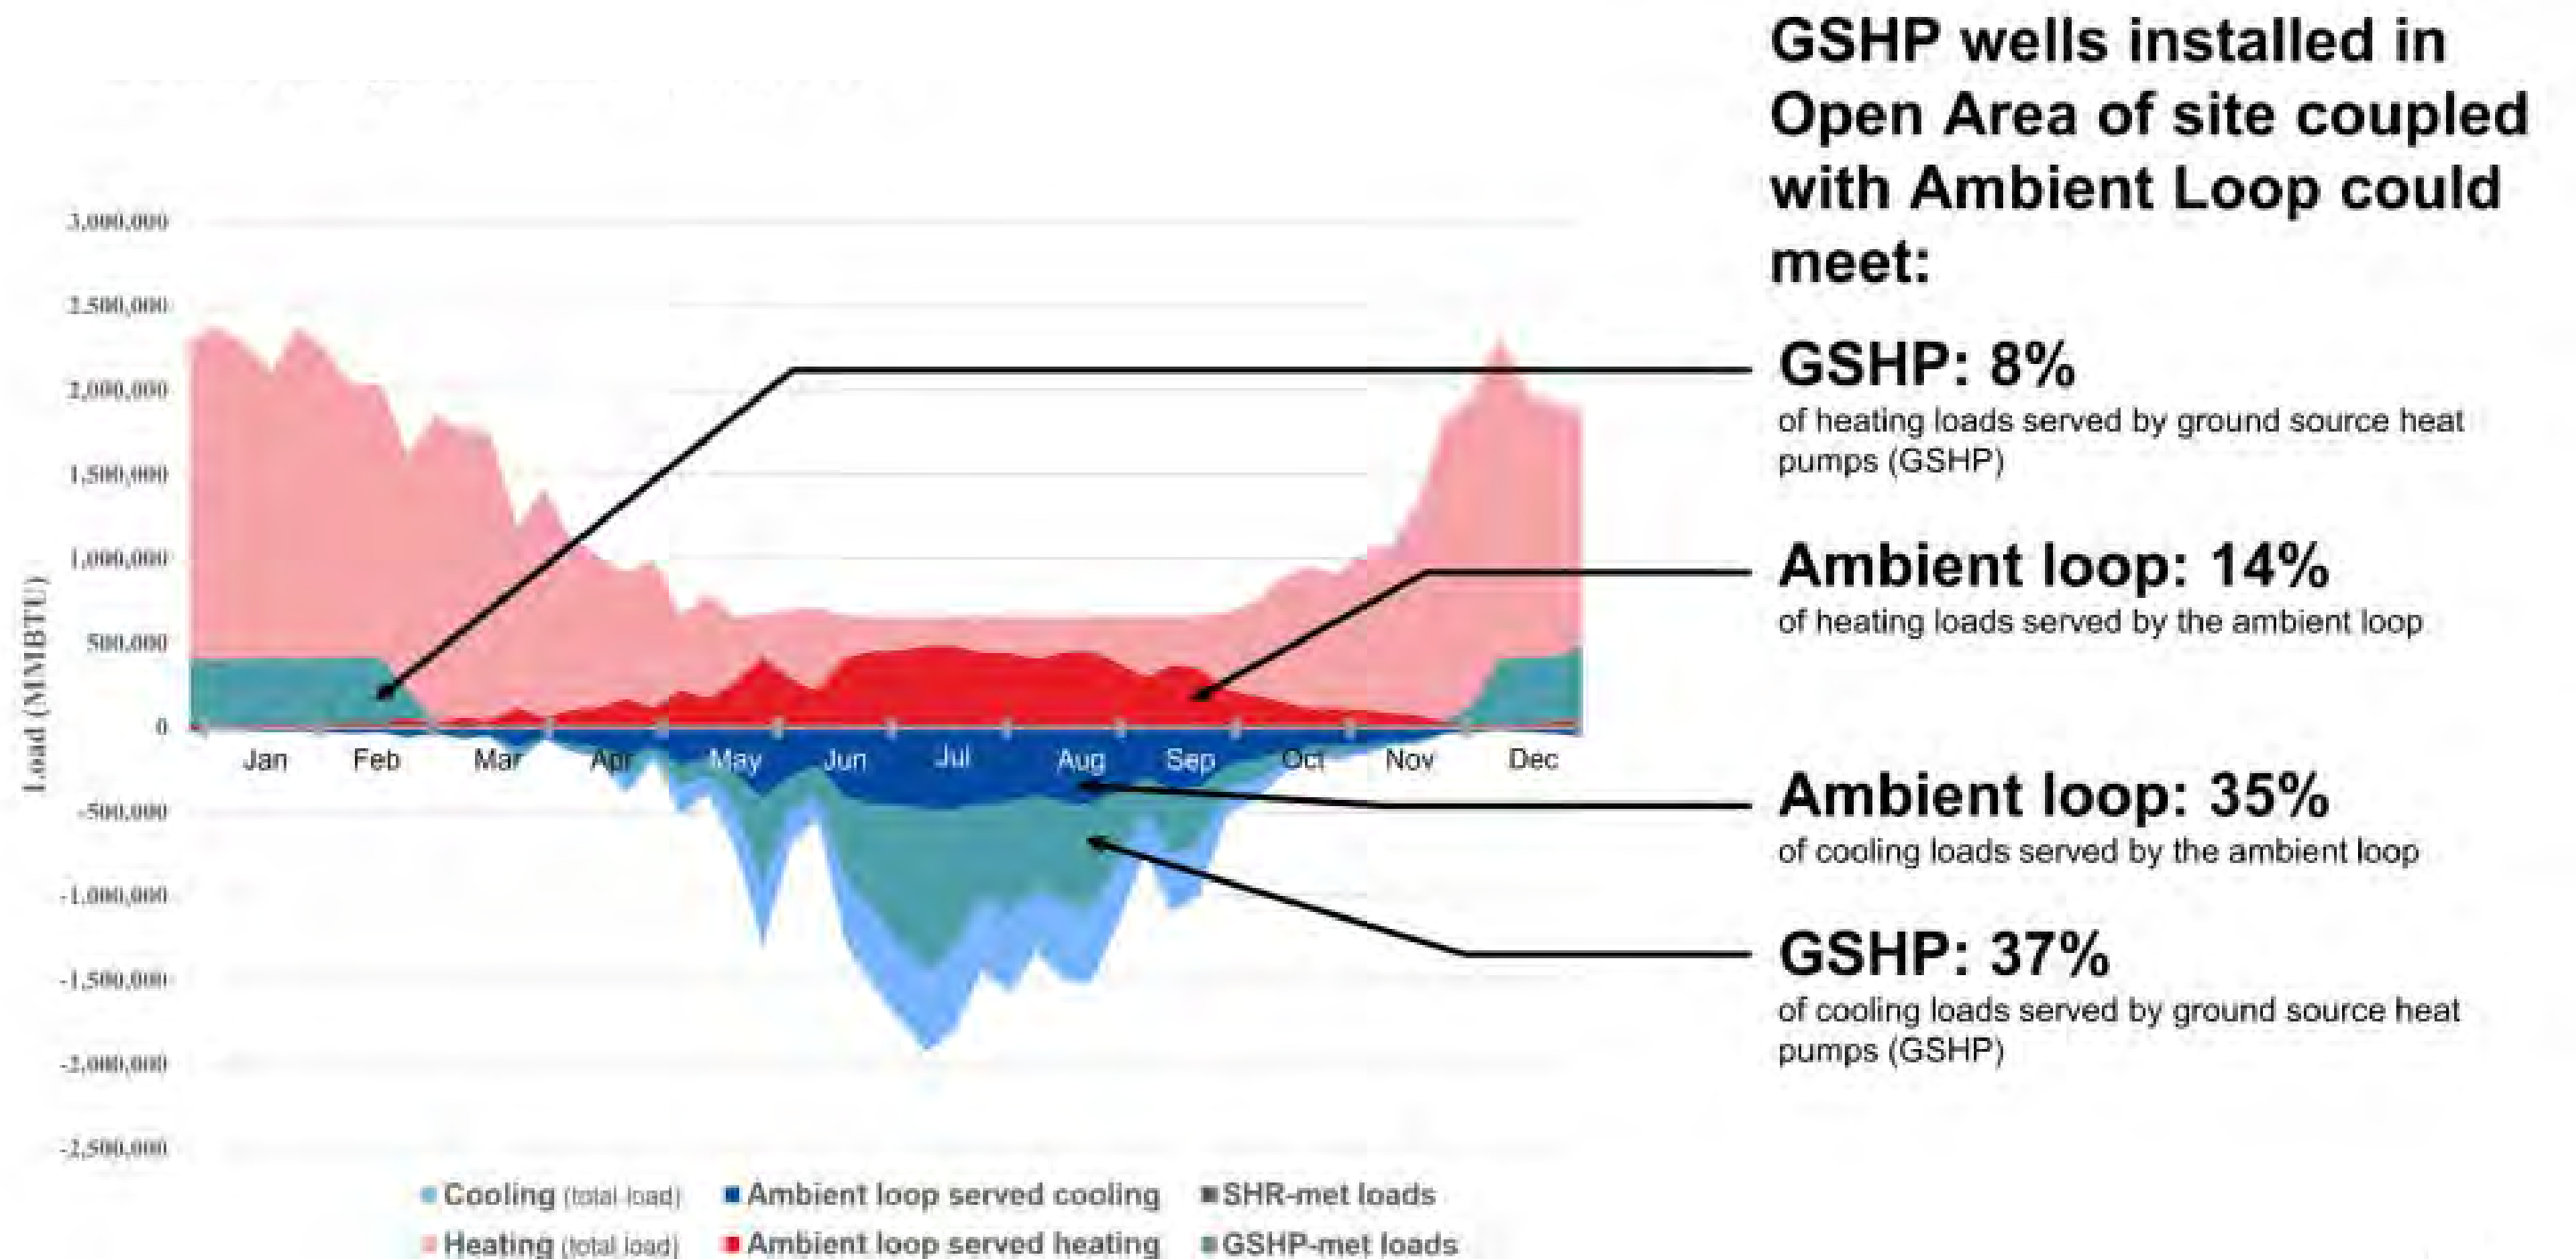 GSHP wells installed in
Open Area of site coupled
with Ambient Loop could
meet:
3,000,000
2,500,000
2,000,000
1,500,000
1,000,000
500,000
0
-500,000
-1,000,000
-1,500,000
-2,000,000
-2,500,000
Load (MMBTU)
Jan Feb Mar Apr May Jun Jul Aug Sep Oct Nov Dec
GSHP: 8%
of heating loads served by ground source heat
pumps (GSHP)
Ambient loop: 14%
of heating loads served by the ambient loop
Ambient loop: 35%
of cooling loads served by the ambient loop
GSHP: 37%
of cooling loads served by ground source heat
pumps (GSHP)
Cooling (total load) Ambient loop served cooling SHR-met loads
Heating (total load) Ambient loop served heating GSHP-met loads